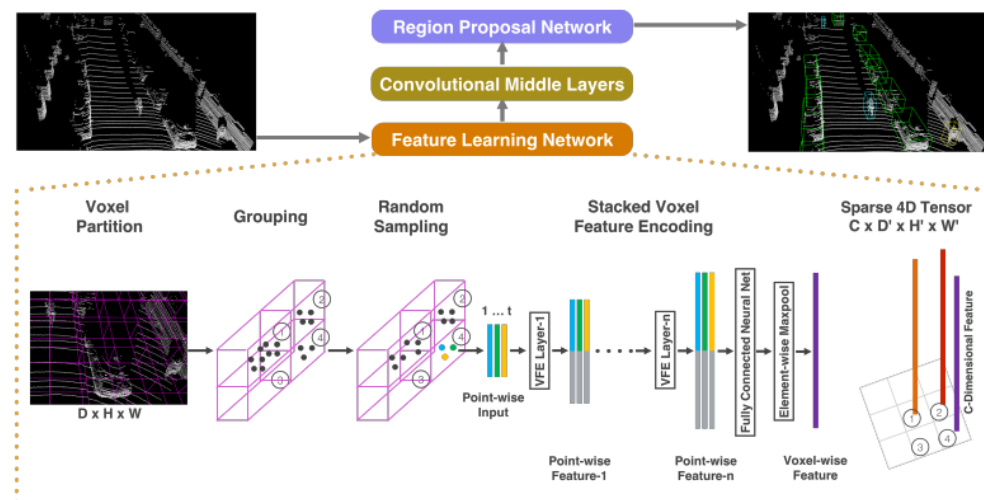 Region Proposal Network
Convolutional Middle Layers
Feature Learning Network
Voxel
Partition
Grouping
Random
Sampling
Stacked Voxel
Feature Encoding
Sparse 4D Tensor
C x D' x H' x W'
D x H x W
1
2
3
4
1
2
3
4
1 ... t
Point-wise
Input
VFE Layer-1
Point-wise
Feature-1
VFE Layer-n
Point-wise
Feature-n
Fully Connected Neural Net
Element-wise Maxpool
Voxel-wise
Feature
C-Dimensional Feature
1
2
3
4